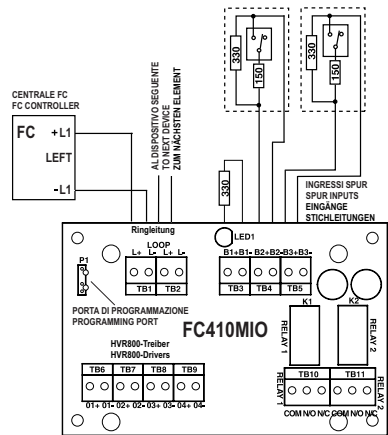 330
150
330
150
CENTRALE FC
FC CONTROLLER
FC
+L1
LEFT
-L1
AL DISPOSITIVO SEGUENTE
TO NEXT DEVICE
ZUM NÄCHSTEN ELEMENT
330
INGRESSI SPUR
SPUR INPUTS
EINGÄNGE
STICHLEITUNGEN
Ringleitung
LED1
LOOP
L+ L- L+ L-
B1+B1- B2+B2-B3+B3-
P1
TB1 TB2
TB3 TB4 TB5
PORTA DI PROGRAMMAZIONE
PROGRAMMING PORT
K1
K2
RELAY 1
RELAY 2
FC410MIO
HVR800-Treiber
HVR800-Drivers
TB6 TB7 TB8 TB9
TB10 TB11
RELAY 1
RELAY 2
01+ 01- 02+ 02- 03+ 03- 04+ 04-
COM N/O N/C COM N/O N/C